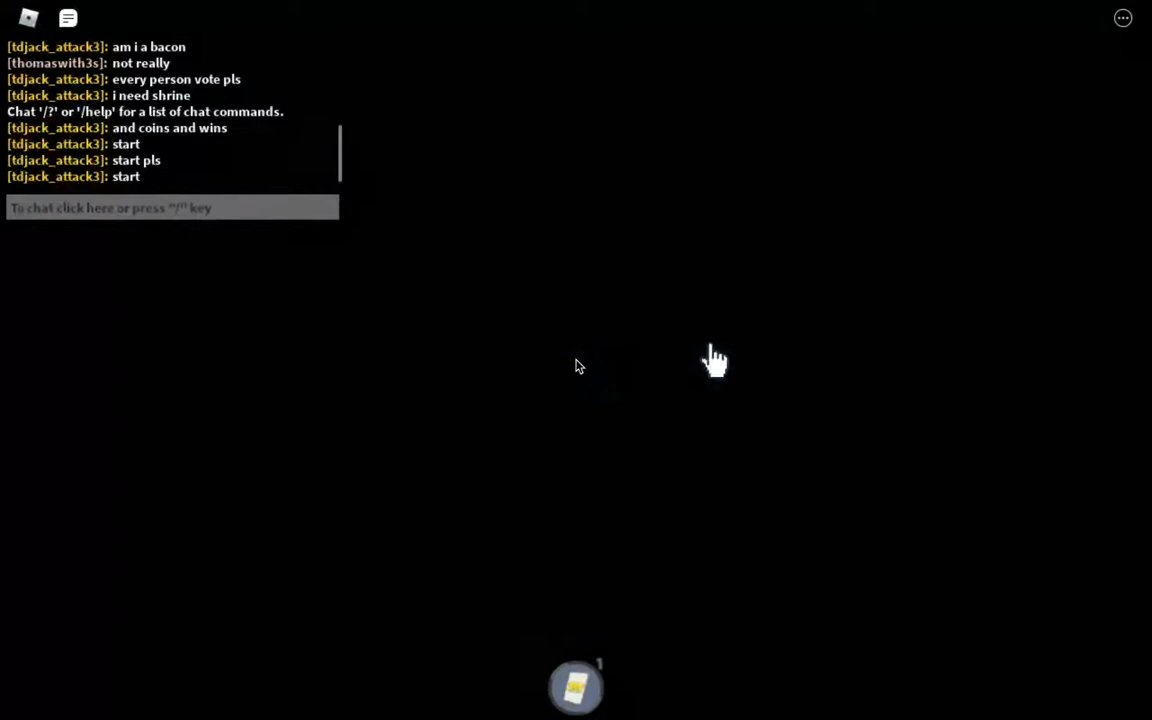 [tdjack_attack3]: am i a bacon
[thomaswith3s]: not really
[tdjack_attack3]: every person vote pls
[tdjack_attack3]: i need shrine
Chat '/?' or '/help' for a list of chat commands.
[tdjack_attack3]: and coins and wins
[tdjack_attack3]: start
[tdjack_attack3]: start pls
[tdjack_attack3]: start
To chat click here or press "/" key
1